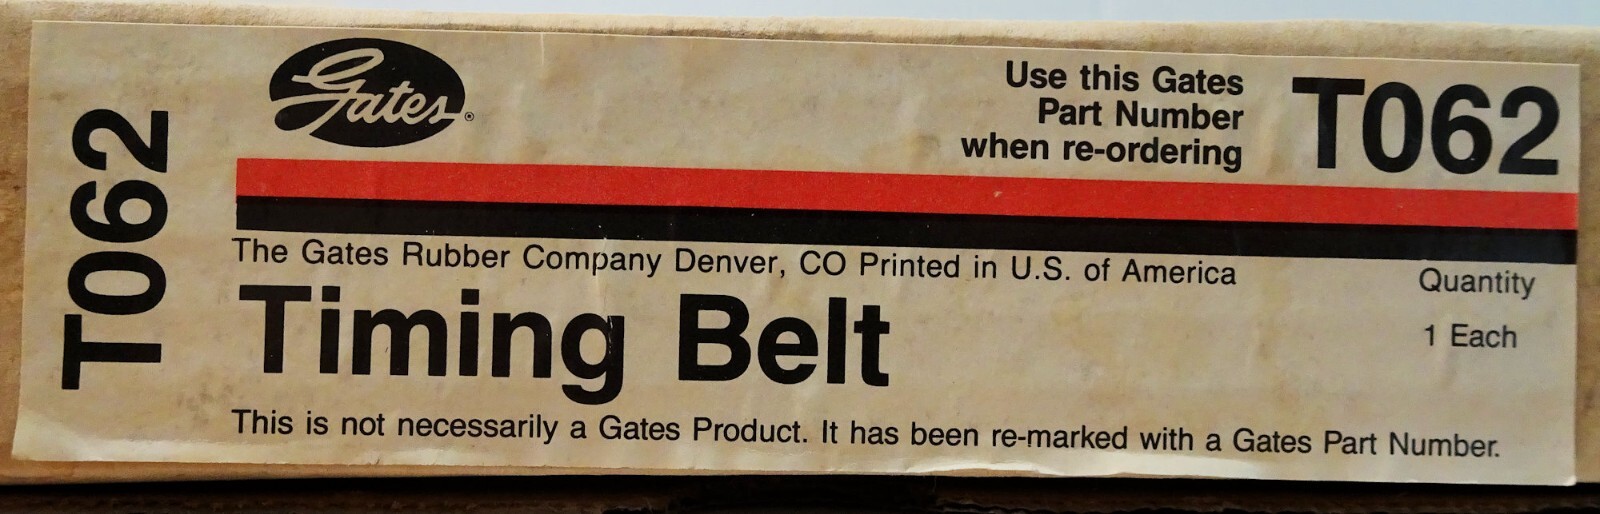 T062
Gates®
Use this Gates
Part Number
when re-ordering
T062
The Gates Rubber Company Denver, CO Printed in U.S. of America
Quantity
1 Each
Timing Belt
This is not necessarily a Gates Product. It has been re-marked with a Gates Part Number.